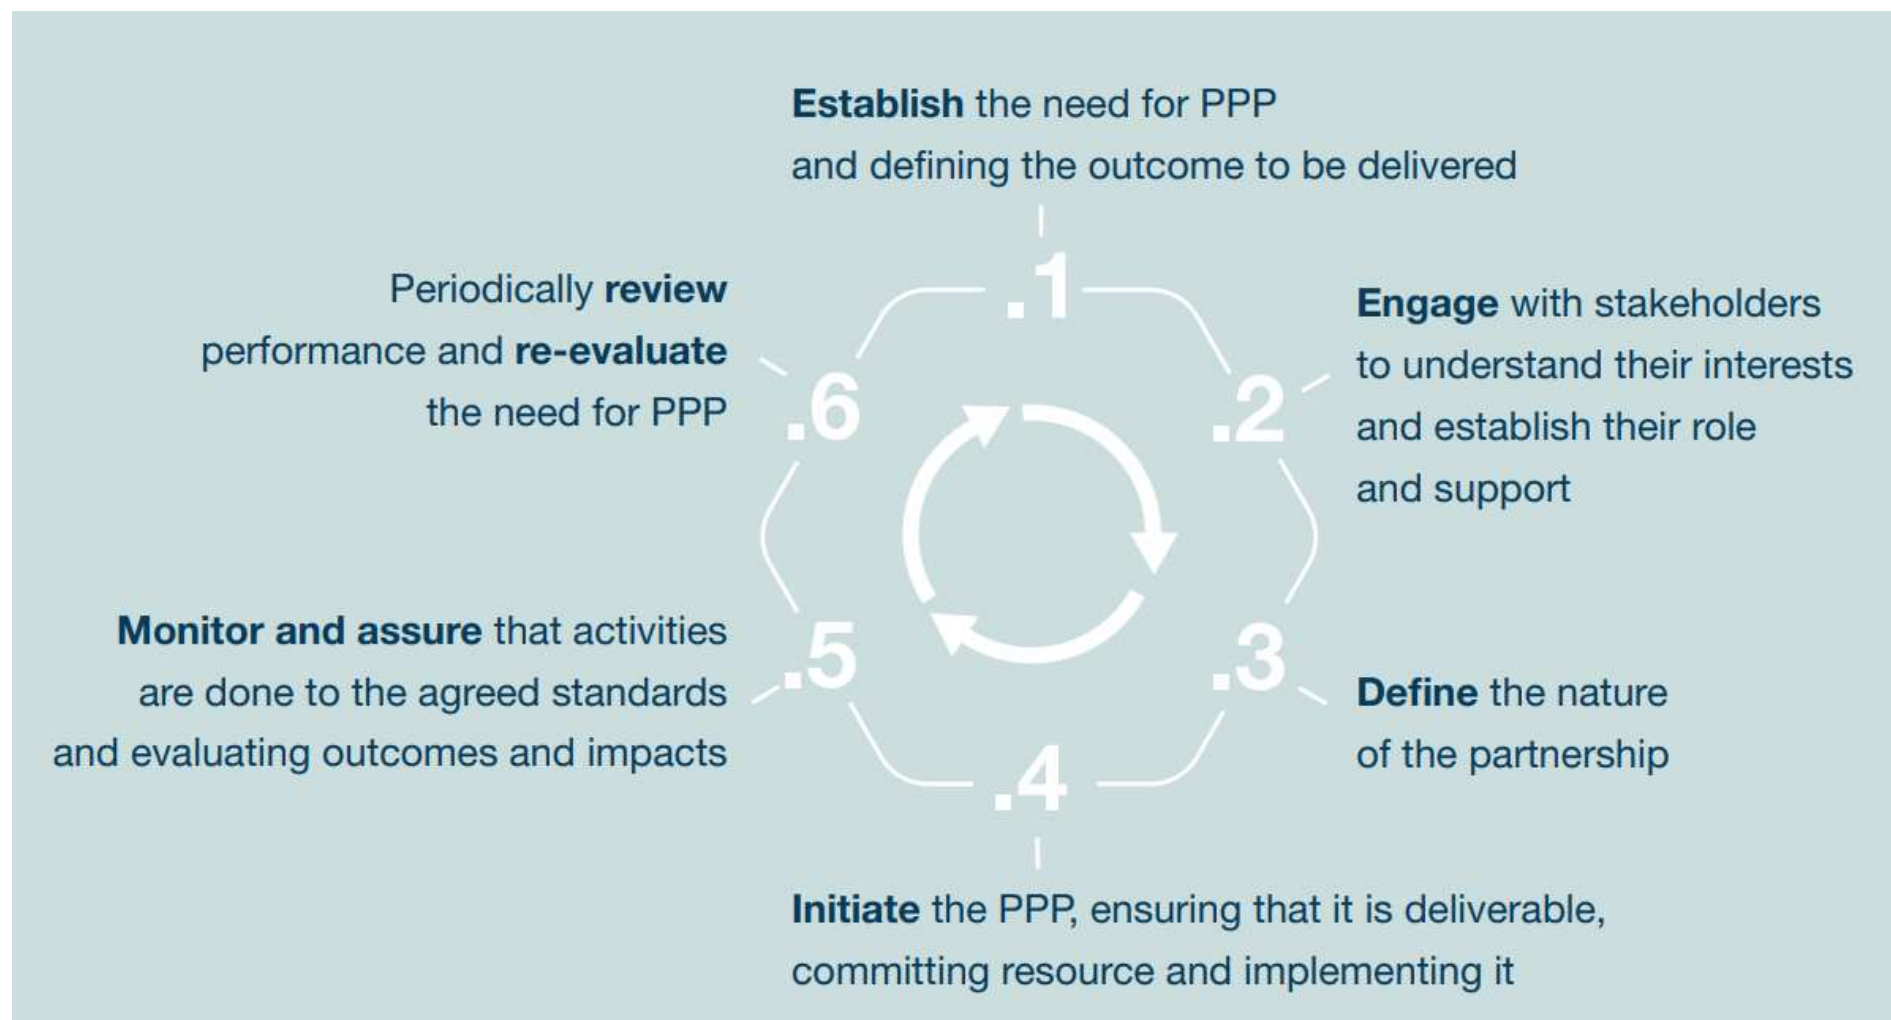 Establish the need for PPP
and defining the outcome to be delivered
.1
Engage with stakeholders
to understand their interests
and establish their role
and support
.2
Define the nature
of the partnership
.3
.4
Initiate the PPP, ensuring that it is deliverable,
committing resource and implementing it
Monitor and assure that activities
are done to the agreed standards
and evaluating outcomes and impacts
.5
Periodically review
performance and re-evaluate
the need for PPP
.6